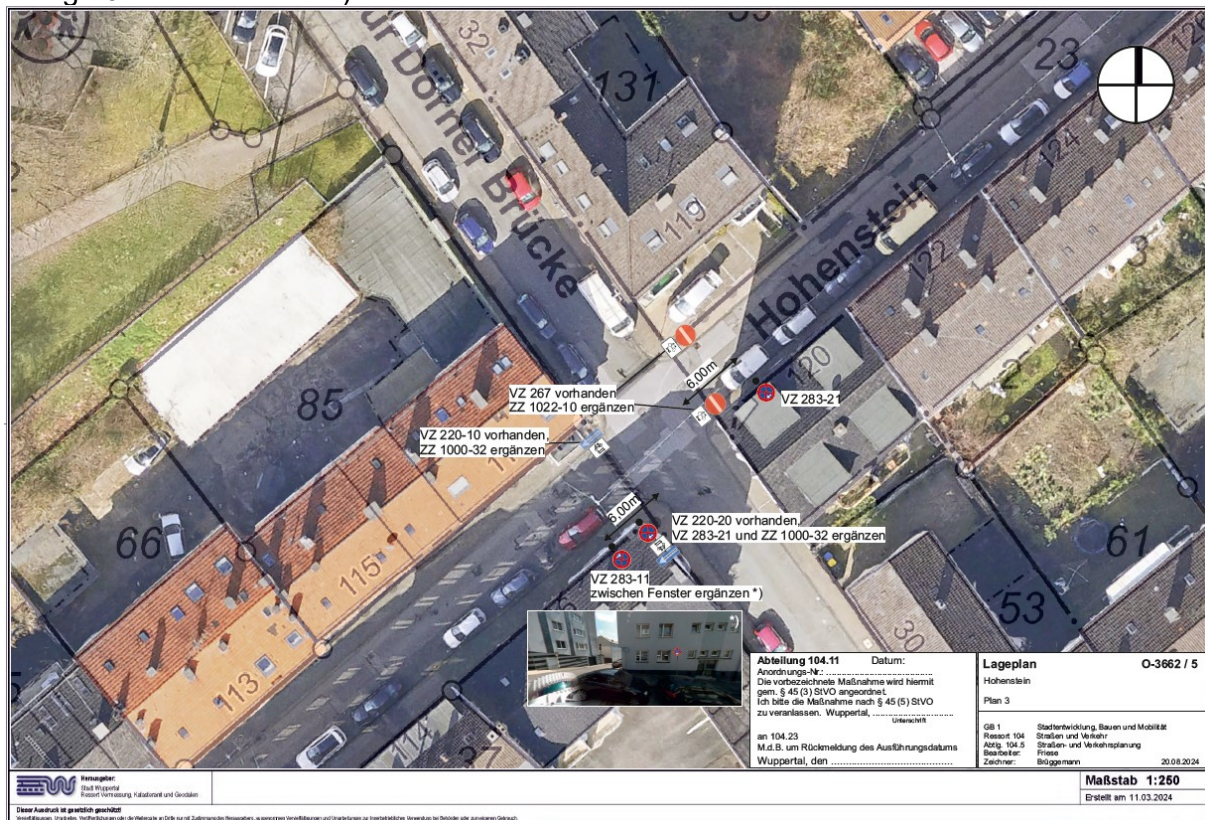 32
131
39
23
126
124
Zur Dorner Brücke
119
Hohenstein
122
120
6,00m
VZ 283-21
VZ 267 vorhanden
ZZ 1022-10 ergänzen
85
VZ 220-10 vorhanden,
ZZ 1000-32 ergänzen
6,00m
VZ 220-20 vorhanden,
VZ 283-21 und ZZ 1000-32 ergänzen
66
115
61
VZ 283-11
zwischen Fenster ergänzen *)
53
30
113
37
Abteilung 104.11 Datum:
Anordnungs-Nr.:
Die vorbezeichnete Maßnahme wird hiermit
gem. § 45 (3) StVO angeordnet.
Ich bitte die Maßnahme nach § 45 (5) StVO
zu veranlassen. Wuppertal,
Unterschrift
an 104.23
M.d.B. um Rückmeldung des Ausführungsdatums
Wuppertal, den
Lageplan O-3662 / 5
Hohenstein
Plan 3
GB 1 Stadtentwicklung, Bauen und Mobilität
Ressort 104 Straßen und Verkehr
Abtlg. 104.5 Straßen- und Verkehrsplanung
Bearbeiter: Friese
Zeichner: Brüggemann 20.08.2024
Herausgeber:
Stadt Wuppertal
Ressort Vermessung, Katasteramt und Geodaten
Maßstab 1:250
Erstellt am 11.03.2024
Dieser Ausdruck ist gesetzlich geschützt!